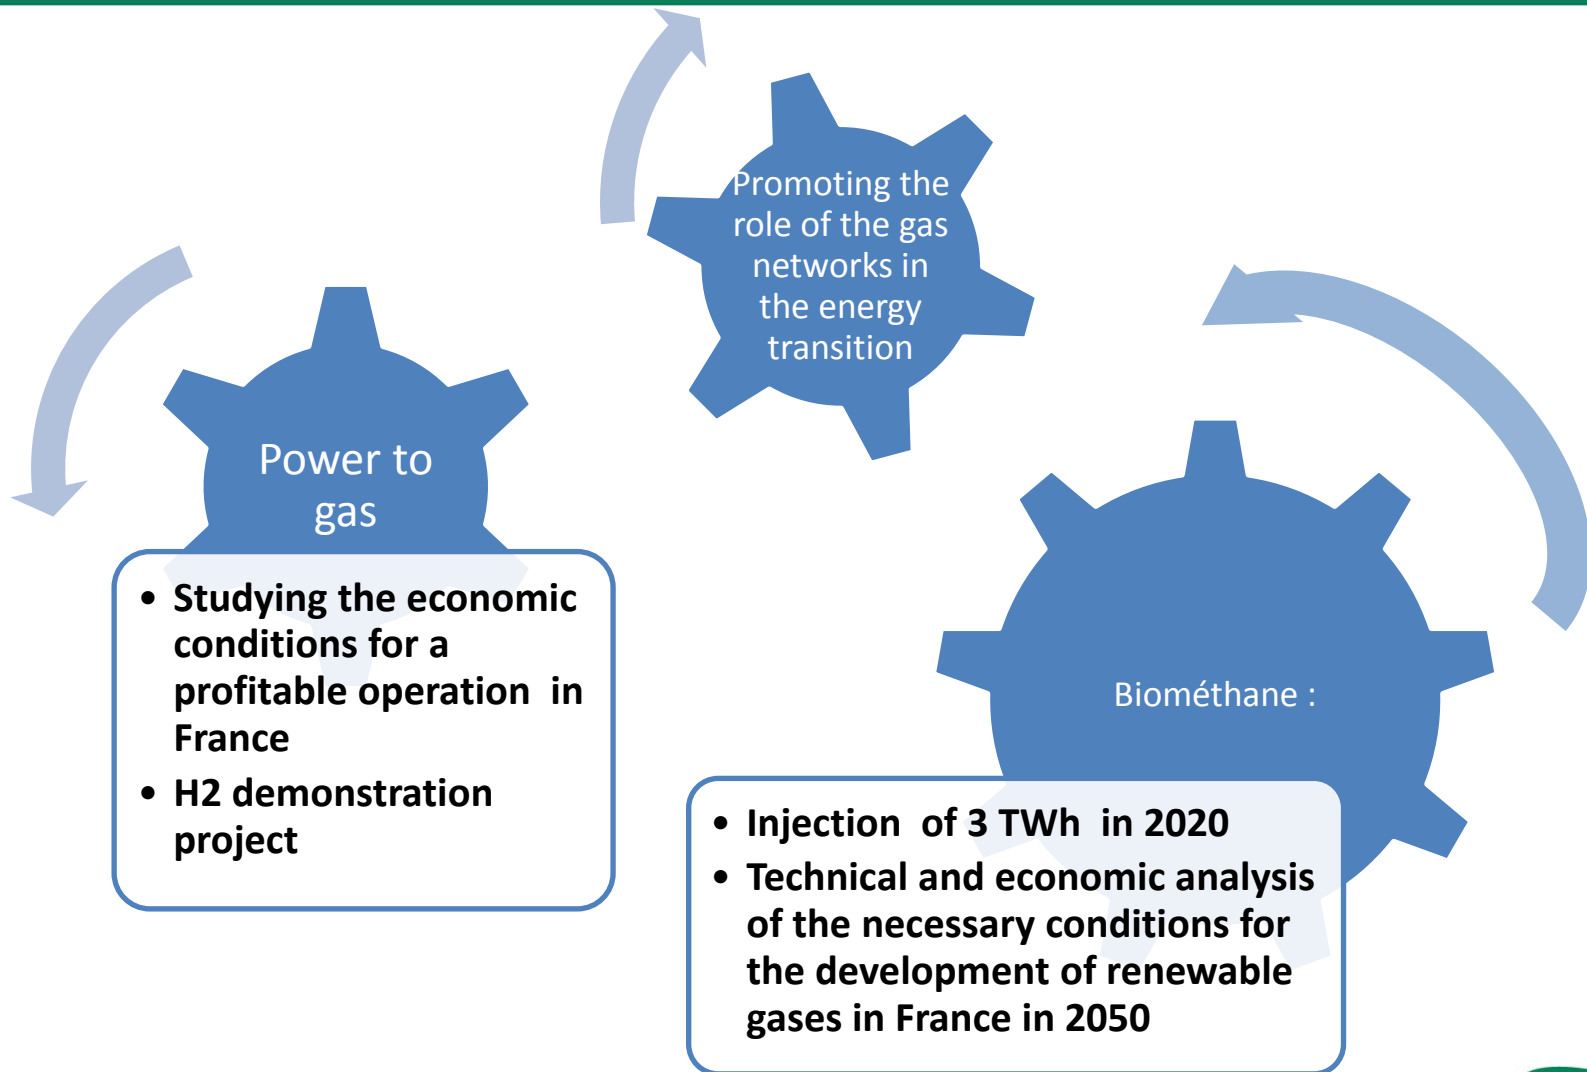 Promoting the
role of the gas
networks in
the energy
transition
Power to
gas
• Studying the economic
conditions for a
profitable operation  in
France
• H2 demonstration
project
Biométhane :
• Injection  of 3 TWh  in 2020
• Technical and economic analysis
of the necessary conditions for
the development of renewable
gases in France in 2050